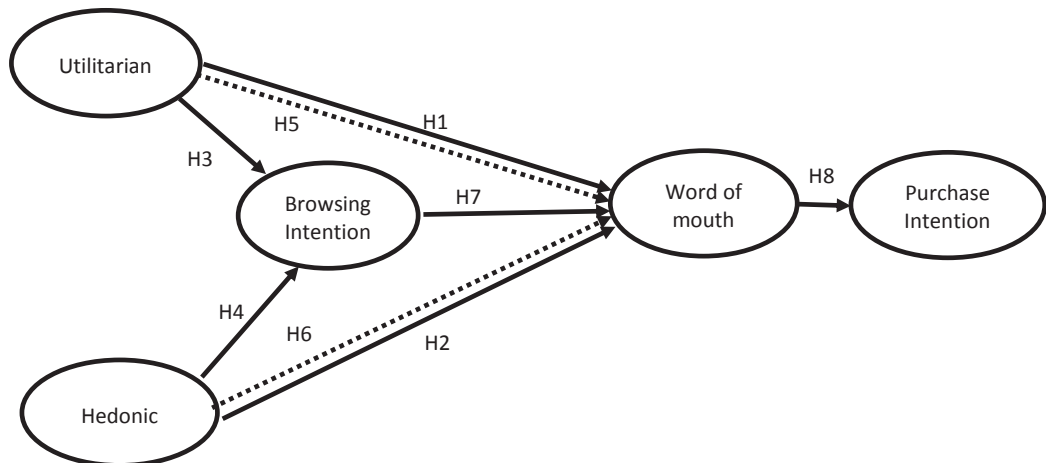 Utilitarian
H1
H5
H3
Browsing
Intention
H7
Word of
mouth
H8
Purchase
Intention
H4
H6
H2
Hedonic